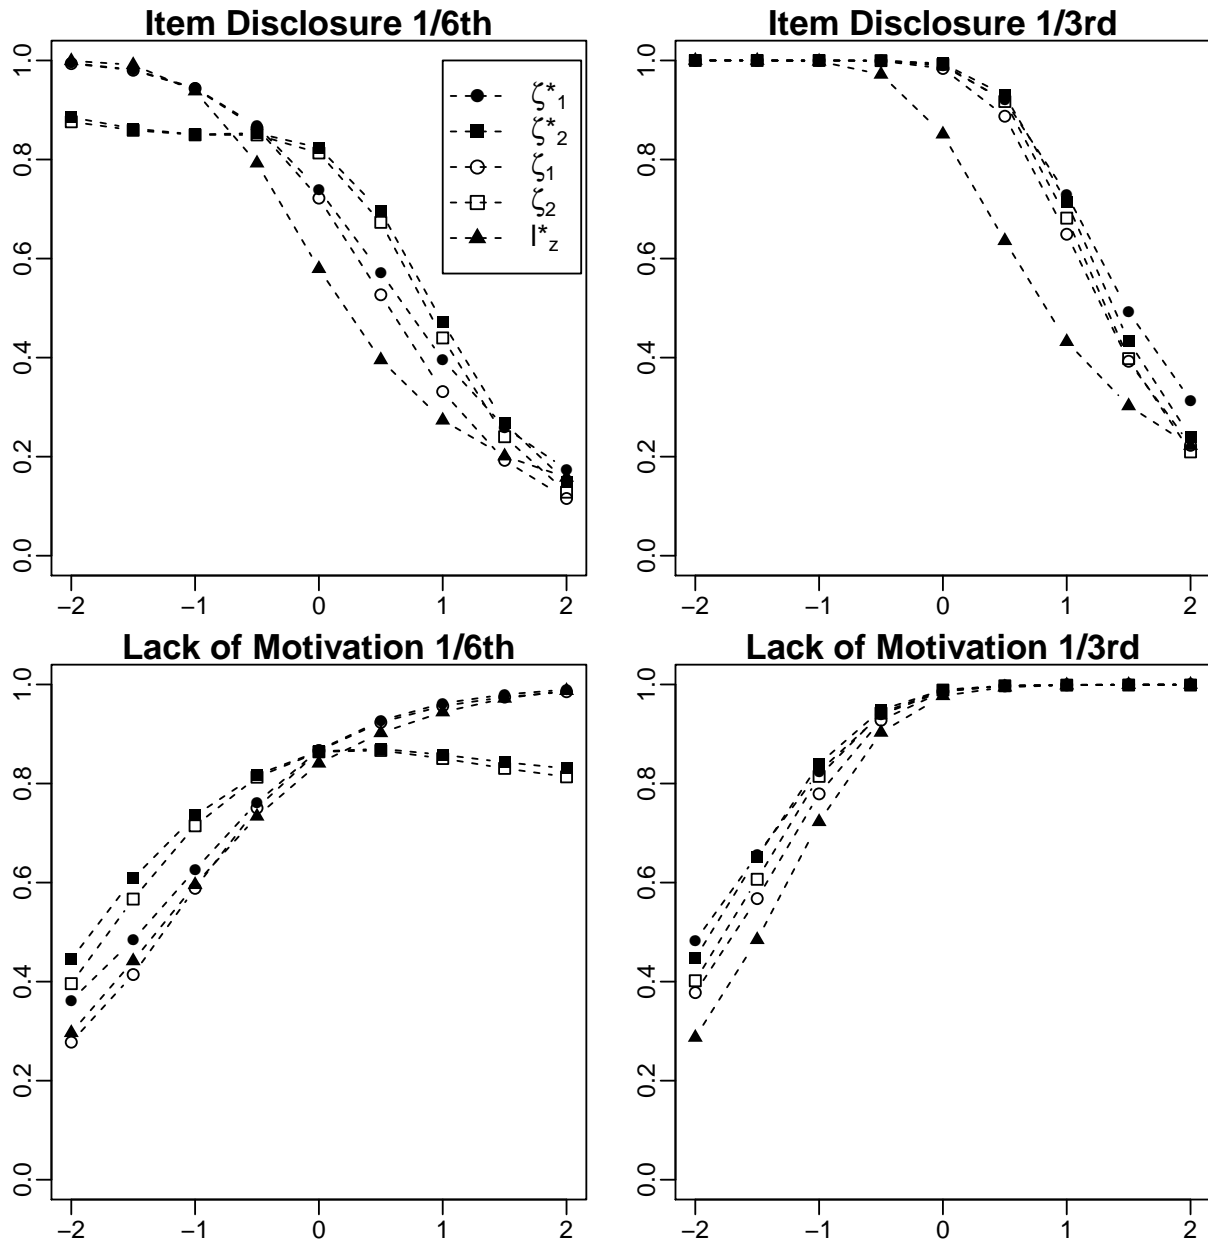 Item Disclosure 1/6th
1.0
0.8
0.6
0.4
0.2
0.0
ζ*1
ζ*2
ζ1
ζ2
l*z
−2 −1 0 1 2
Item Disclosure 1/3rd
1.0
0.8
0.6
0.4
0.2
0.0
−2 −1 0 1 2
Lack of Motivation 1/6th
1.0
0.8
0.6
0.4
0.2
0.0
−2 −1 0 1 2
Lack of Motivation 1/3rd
1.0
0.8
0.6
0.4
0.2
0.0
−2 −1 0 1 2